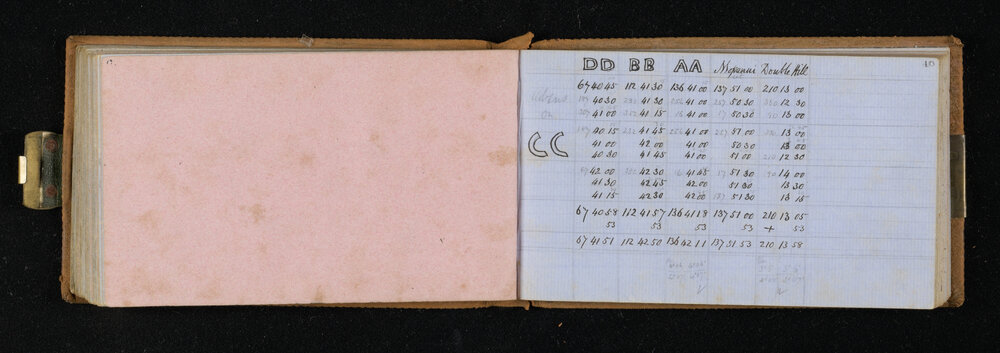 10
DD BB AA Mopanui Double Hill
67 40 45 112 41 30 136 41 00 137 51 00 210 13 00
40 30 41 30 41 00 50 30 12 30
41 00 41 15 41 00 50 30 13 00
40 15 41 45 41 00 51 00 13 00
CC 41 00 42 00 41 00 50 30 13 00
40 30 41 45 41 00 51 00 210 12 30
42 00 42 30 41 45 51 30 14 00
41 30 42 45 42 00 51 30 13 30
41 15 42 30 42 00 51 30 13 15
67 40 58 112 41 57 136 41 18 137 51 00 210 13 05
53 53 53 53 + 53
67 41 51 112 42 50 136 42 11 137 51 53 210 13 58